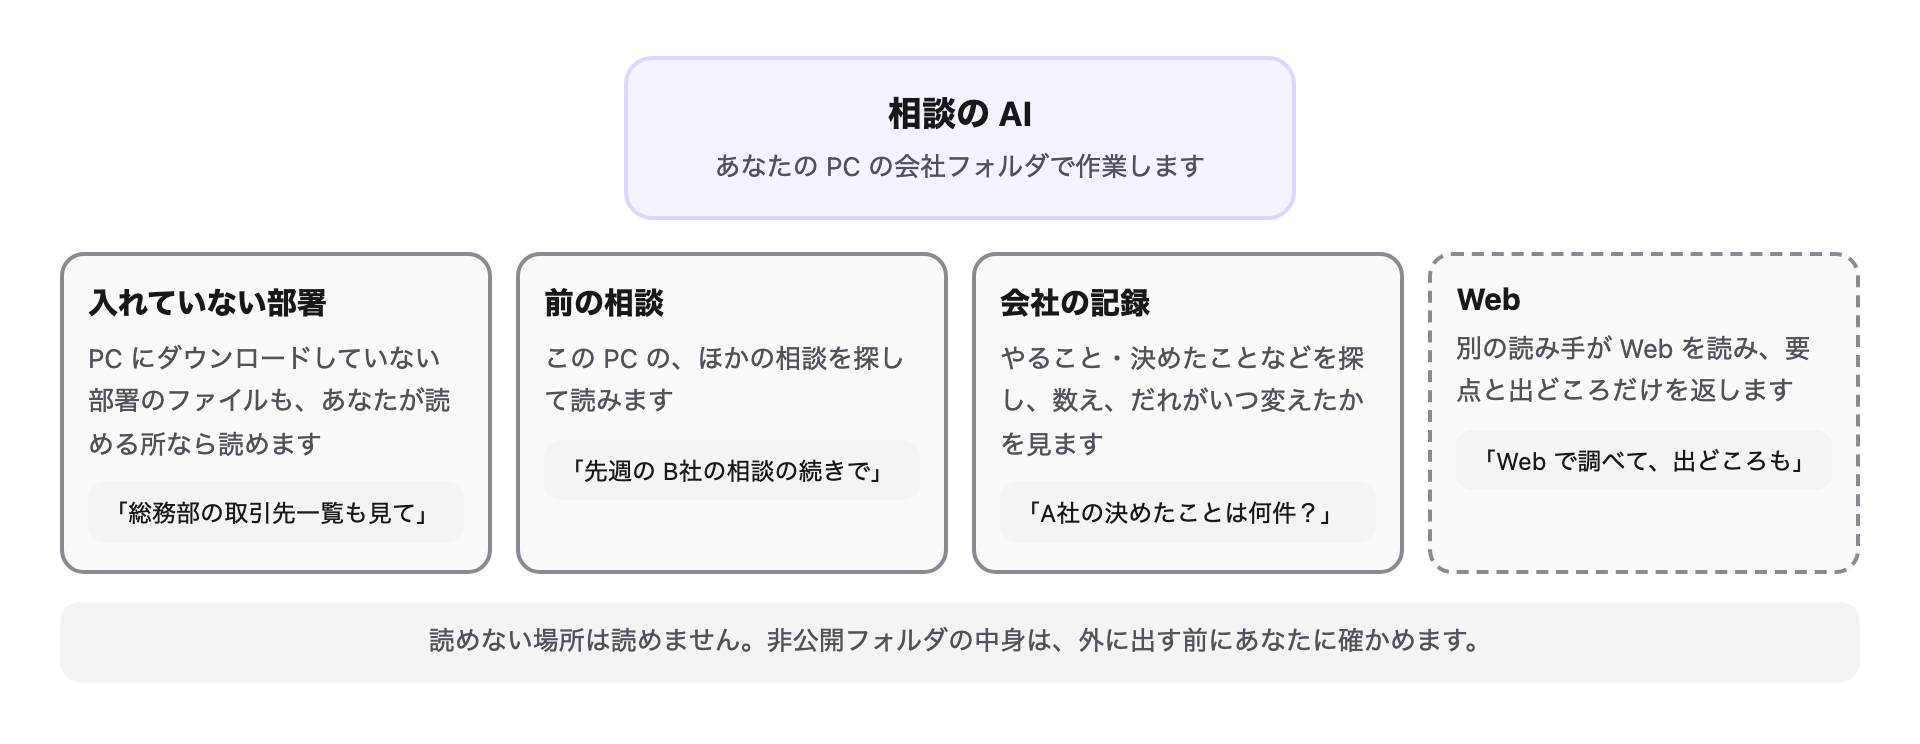 相談の AI
あなたの PC の会社フォルダで作業します
入れていない部署
PC にダウンロードしていない
部署のファイルも、あなたが読
める所なら読めます
「総務部の取引先一覧も見て」
前の相談
この PC の、ほかの相談を探し
て読みます
「先週の B社の相談の続きで」
会社の記録
やること・決めたことなどを探
し、数え、だれがいつ変えたか
を見ます
「A社の決めたことは何件？」
Web
別の読み手が Web を読み、要
点と出どころだけを返します
「Web で調べて、出どころも」
読めない場所は読めません。非公開フォルダの中身は、外に出す前にあなたに確かめます。